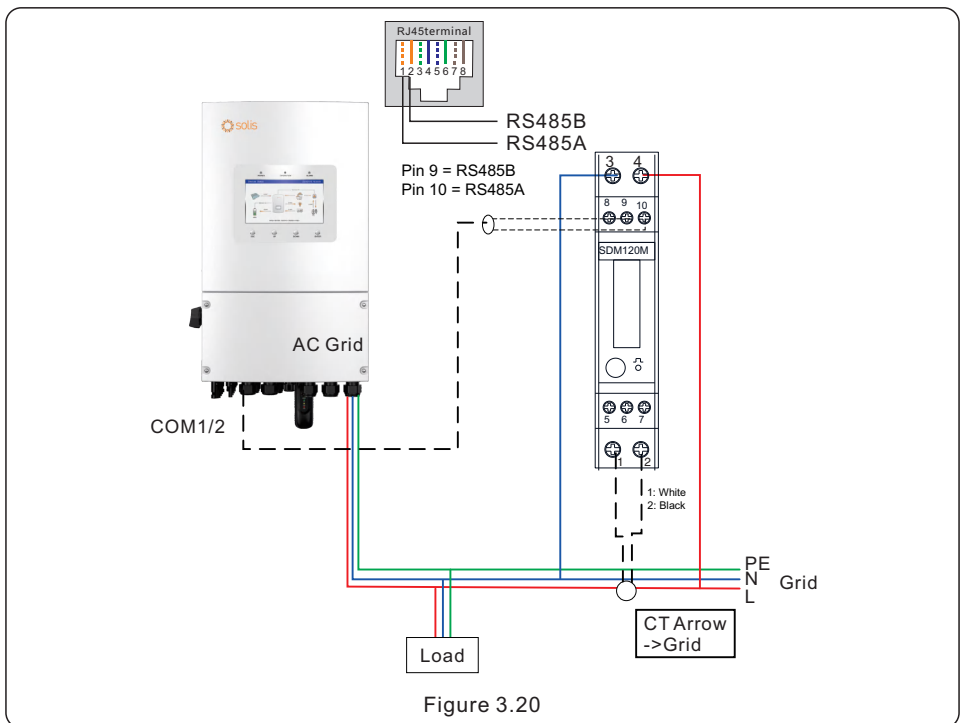 RJ45terminal
1 2 3 4 5 6 7 8
RS485B
RS485A
solis
Pin 9 = RS485B
Pin 10 = RS485A
3 4
8 9 10
SDM120M
AC Grid
COM1/2
5 6 7
1 2
1: White
2: Black
PE
N
L
Grid
CT Arrow
->Grid
Load
Figure 3.20